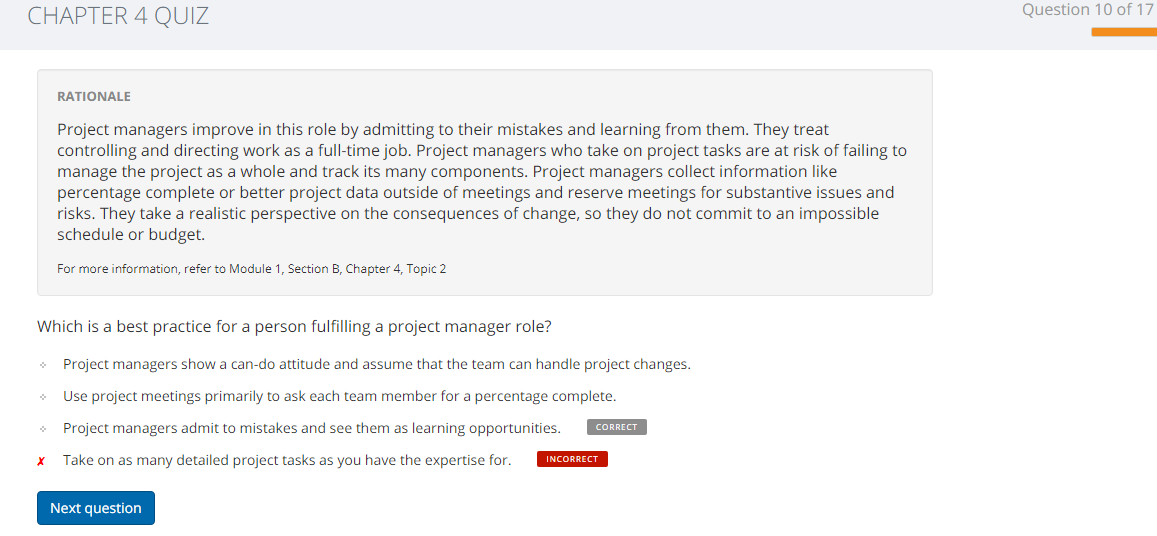 CHAPTER 4 QUIZ
Question 10 of 17
RATIONALE
Project managers improve in this role by admitting to their mistakes and learning from them. They treat
controlling and directing work as a full-time job. Project managers who take on project tasks are at risk of failing to
manage the project as a whole and track its many components. Project managers collect information like
percentage complete or better project data outside of meetings and reserve meetings for substantive issues and
risks. They take a realistic perspective on the consequences of change, so they do not commit to an impossible
schedule or budget.
For more information, refer to Module 1, Section B, Chapter 4, Topic 2
Which is a best practice for a person fulfilling a project manager role?
Project managers show a can-do attitude and assume that the team can handle project changes.
Use project meetings primarily to ask each team member for a percentage complete.
Project managers admit to mistakes and see them as learning opportunities. CORRECT
✗ Take on as many detailed project tasks as you have the expertise for. INCORRECT
Next question